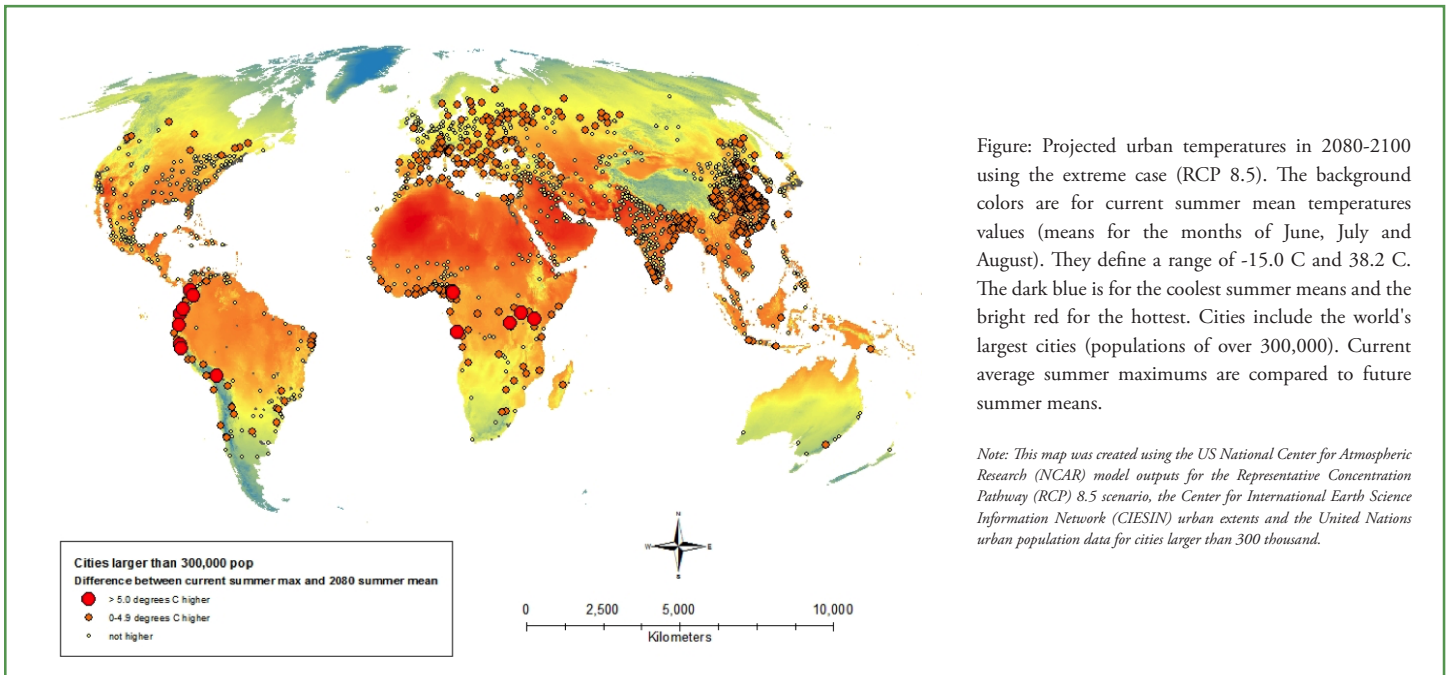 Figure: Projected urban temperatures in 2080-2100
using the extreme case (RCP 8.5). The background
colors are for current summer mean temperatures
values (means for the months of June, July and
August). They define a range of -15.0 C and 38.2 C.
The dark blue is for the coolest summer means and the
bright red for the hottest. Cities include the world's
largest cities (populations of over 300,000). Current
average summer maximums are compared to future
summer means.
Note: This map was created using the US National Center for Atmospheric
Research (NCAR) model outputs for the Representative Concentration
Pathway (RCP) 8.5 scenario, the Center for International Earth Science
Information Network (CIESIN) urban extents and the United Nations
urban population data for cities larger than 300 thousand.
N
W E
S
Cities larger than 300,000 pop
Difference between current summer max and 2080 summer mean
> 5.0 degrees C higher
0-4.9 degrees C higher
not higher
0 2,500 5,000 10,000
Kilometers